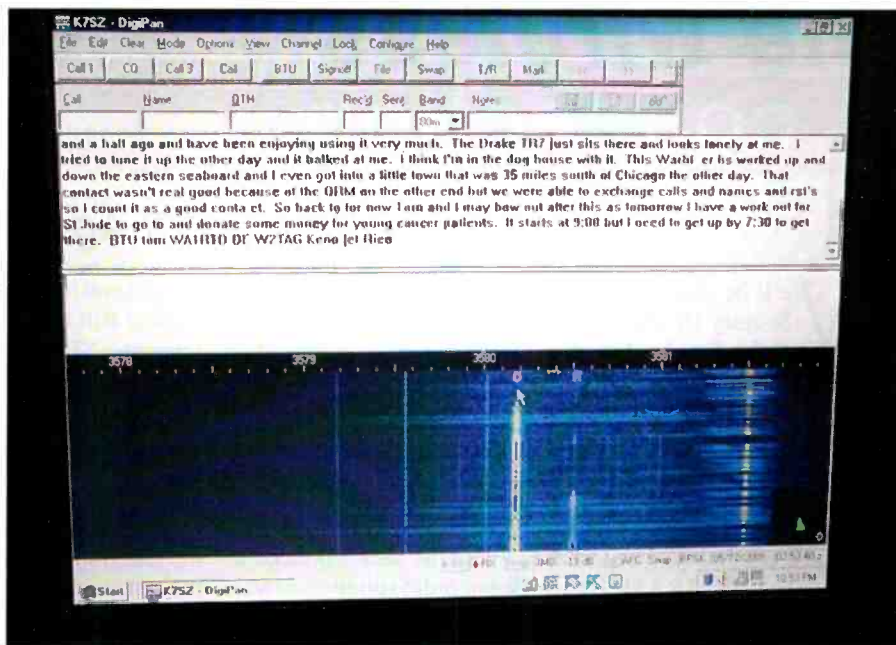 K7SZ - DigiPan
File Edit Clear Mode Options View Channel Lock Configure Help
Call 1 CQ Call 3 Call BTU Signoff File Swap T/R Mark
Call Name QTH Rec'd Sent Band Notes
80m
and a half ago and have been enjoying using it very much. The Drake TR7 just sits there and looks lonely at me. I
tried to tune it up the other day and it balked at me. I think I'm in the dog house with it. This Warbl er hs worked up and
down the eastern seaboard and I even got into a little town that was 35 miles south of Chicago the other day. That
contact wasn't real good because of the QRM on the other end but we were able to exchange calls and names and rst's
so I count it as a good conta ct. So back to for now Tom and I may bow out after this as tomorrow I have a work out for
St Jude to go to and donate some money for young cancer patients. It starts at 9:00 but I need to get up by 7:30 to get
there. BTU tom DE W2TAG Keno
3578 3579 3580 3581
RX IMD dB AFC Snap
Start K7SZ - DigiPan PM